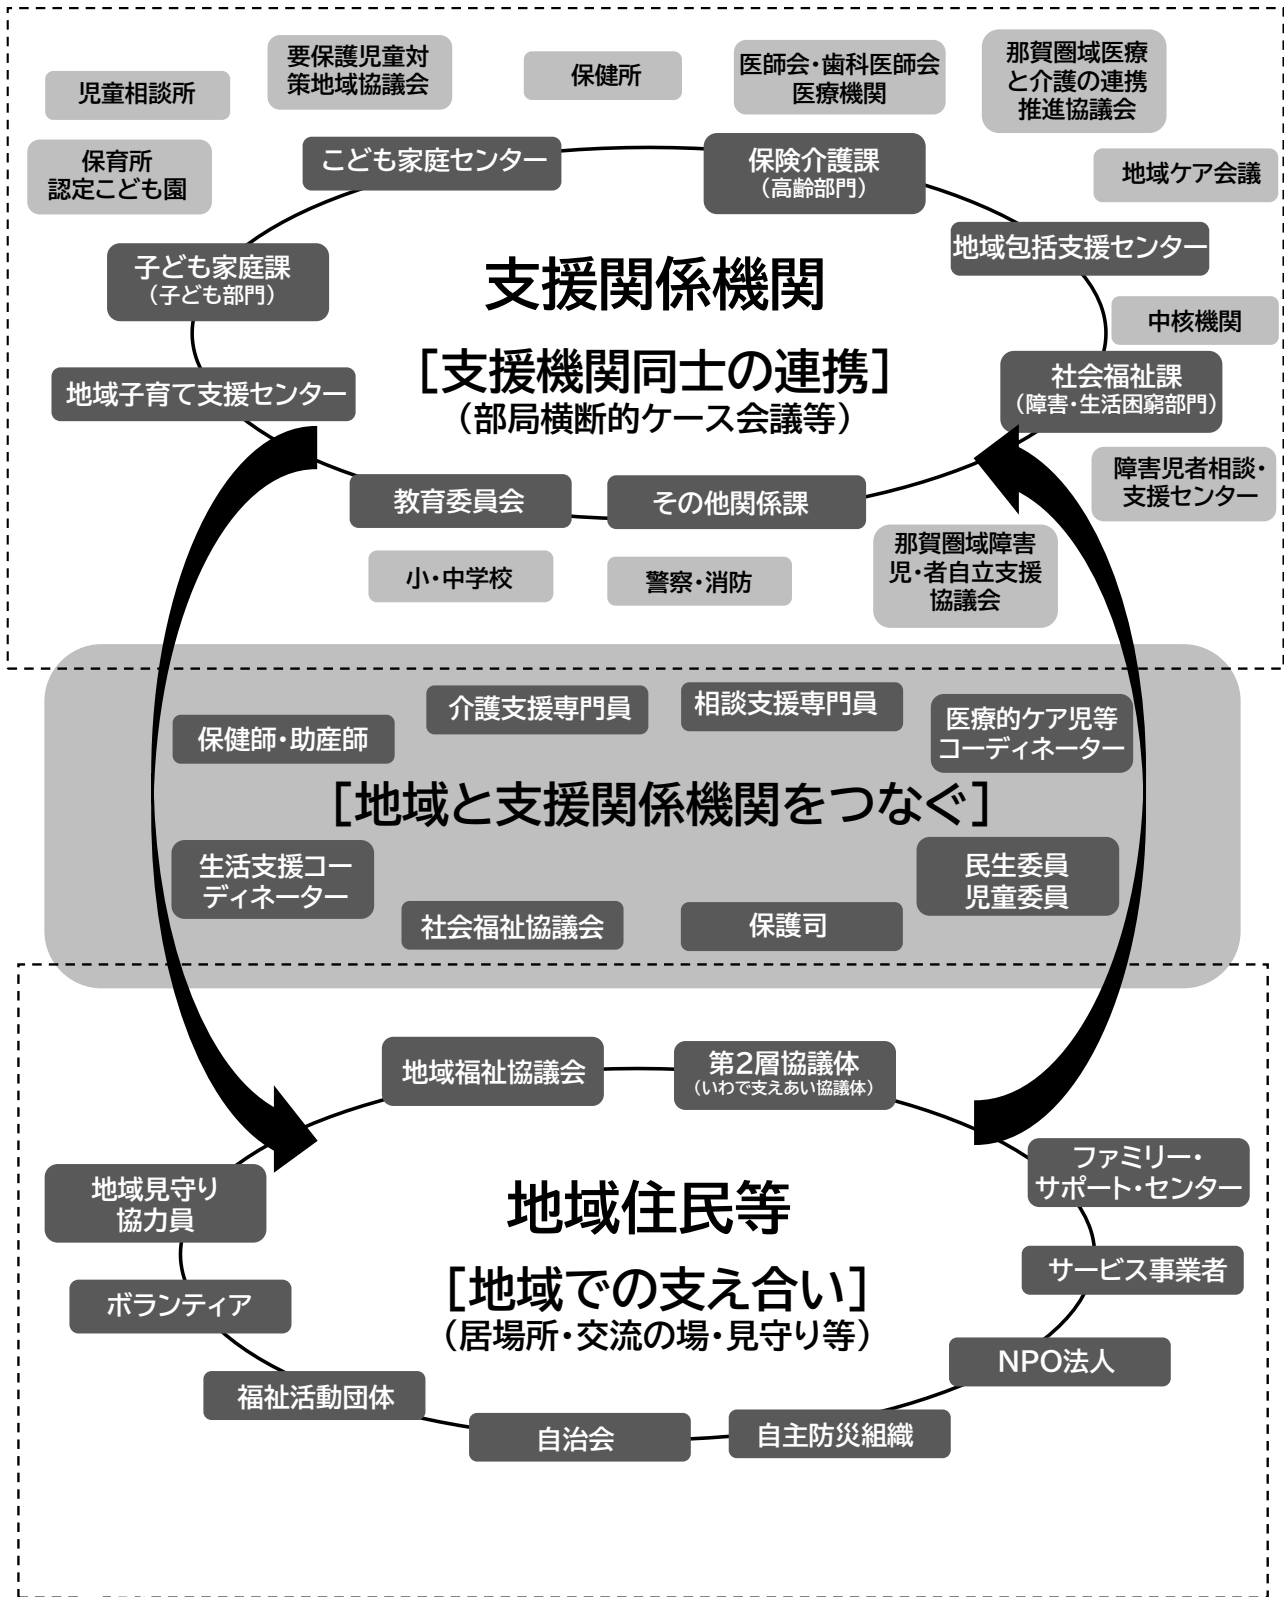 児童相談所
要保護児童対
策地域協議会
保健所
医師会・歯科医師会
医療機関
那賀圏域医療
と介護の連携
推進協議会
保育所
認定こども園
こども家庭センター
保険介護課
（高齢部門）
地域ケア会議
子ども家庭課
（子ども部門）
地域包括支援センター
支援関係機関
中核機関
［支援機関同士の連携］
（部局横断的ケース会議等）
地域子育て支援センター
社会福祉課
（障害・生活困窮部門）
障害児者相談・
支援センター
教育委員会
その他関係課
那賀圏域障害
児・者自立支援
協議会
小・中学校
警察・消防
保健師・助産師
介護支援専門員
相談支援専門員
医療的ケア児等
コーディネーター
［地域と支援関係機関をつなぐ］
生活支援コー
ディネーター
社会福祉協議会
保護司
民生委員
児童委員
地域福祉協議会
第2層協議体
（いわで支えあい協議体）
ファミリー・
サポート・センター
地域見守り
協力員
地域住民等
サービス事業者
［地域での支え合い］
（居場所・交流の場・見守り等）
ボランティア
NPO法人
福祉活動団体
自治会
自主防災組織